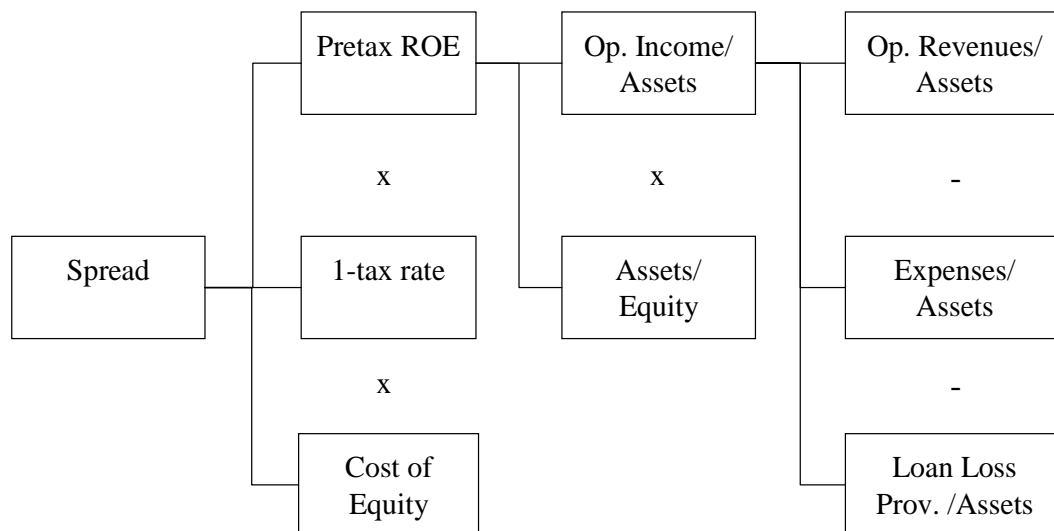 Pretax ROE
Op. Income/
Assets
Op. Revenues/
Assets
x
x
-
Spread
1-tax rate
Assets/
Equity
Expenses/
Assets
x
-
Cost of
Equity
Loan Loss
Prov. /Assets